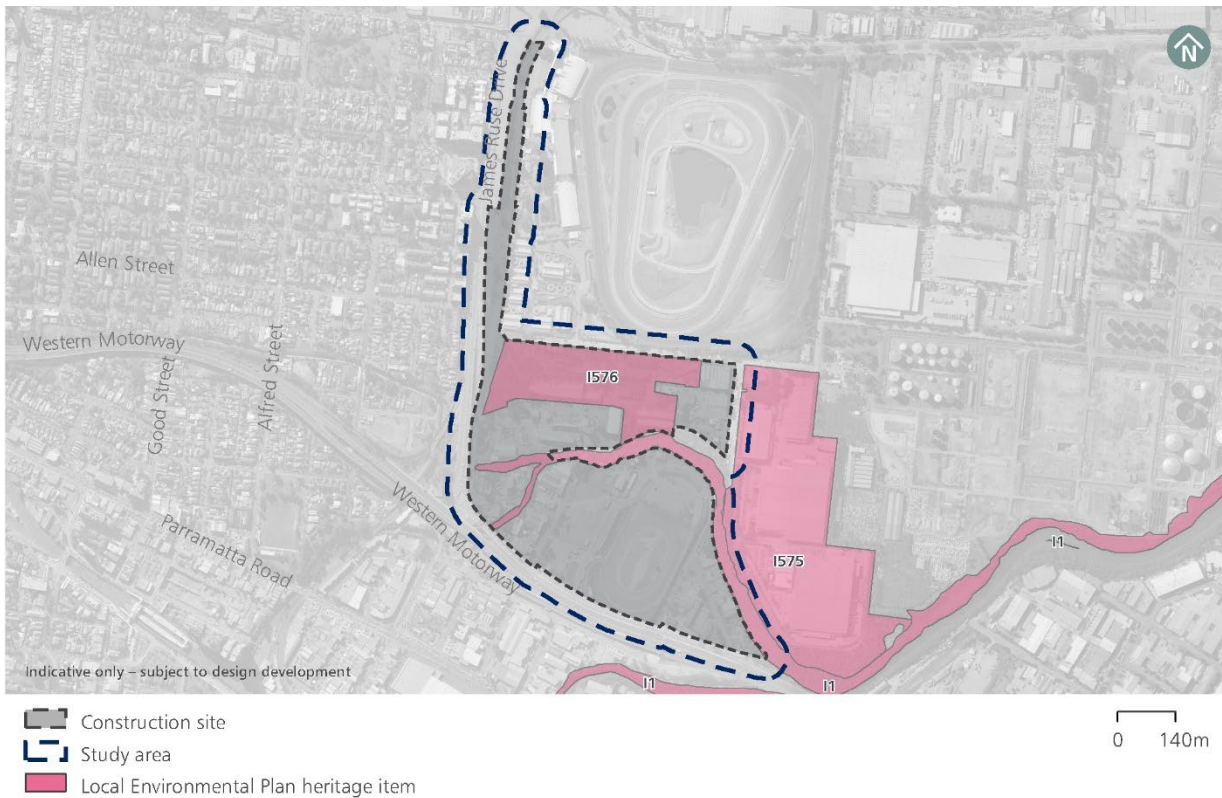 N
James Ruse Drive
Allen Street
Western Motorway
Good Street
Alfred Street
I576
Western Motorway
Parramatta Road
I575
I1
I1
I1
Indicative only – subject to design development
Construction site
Study area
Local Environmental Plan heritage item
0 140m